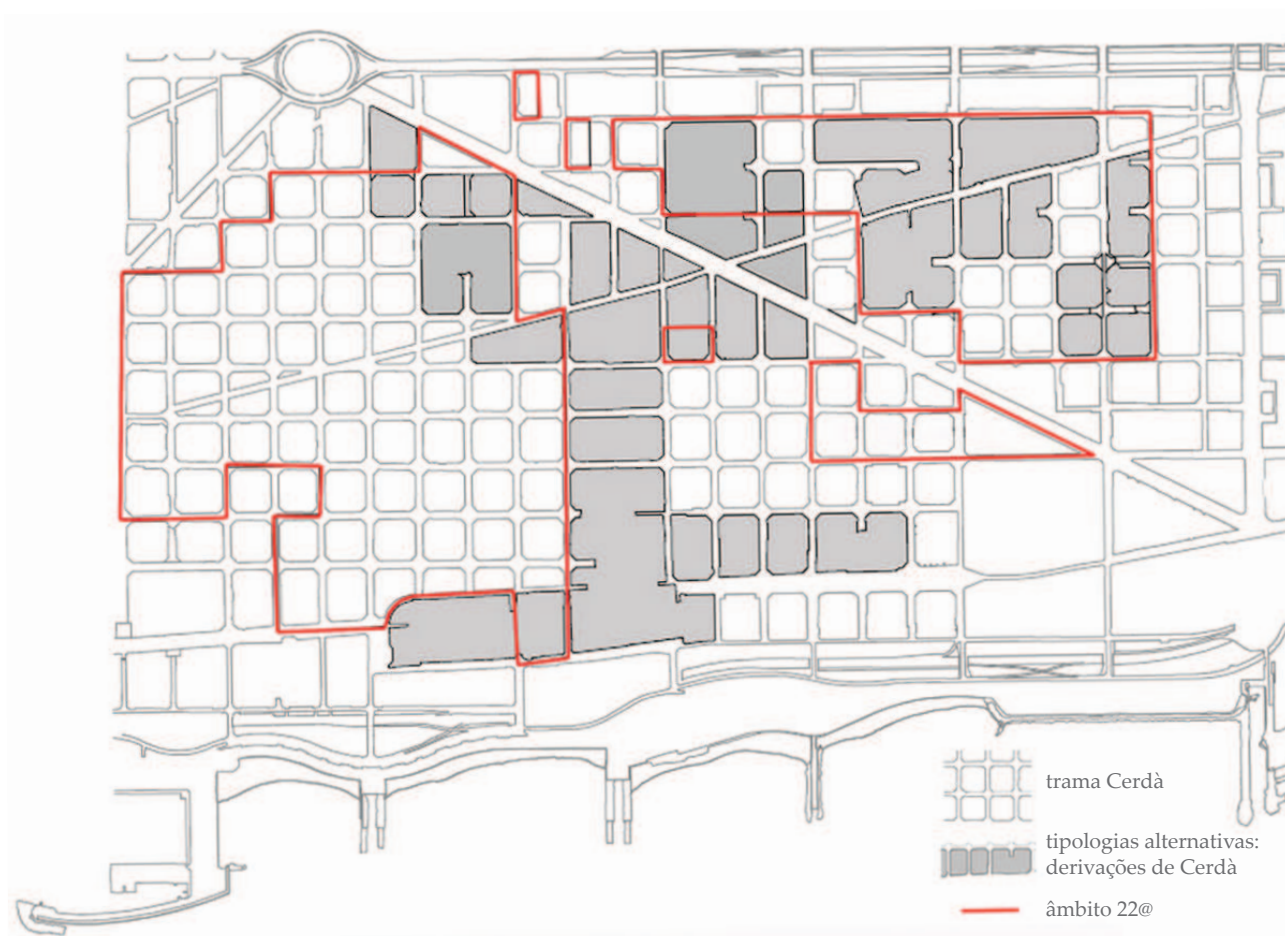 trama Cerdà
tipologias alternativas:
derivações de Cerdà
âmbito 22@